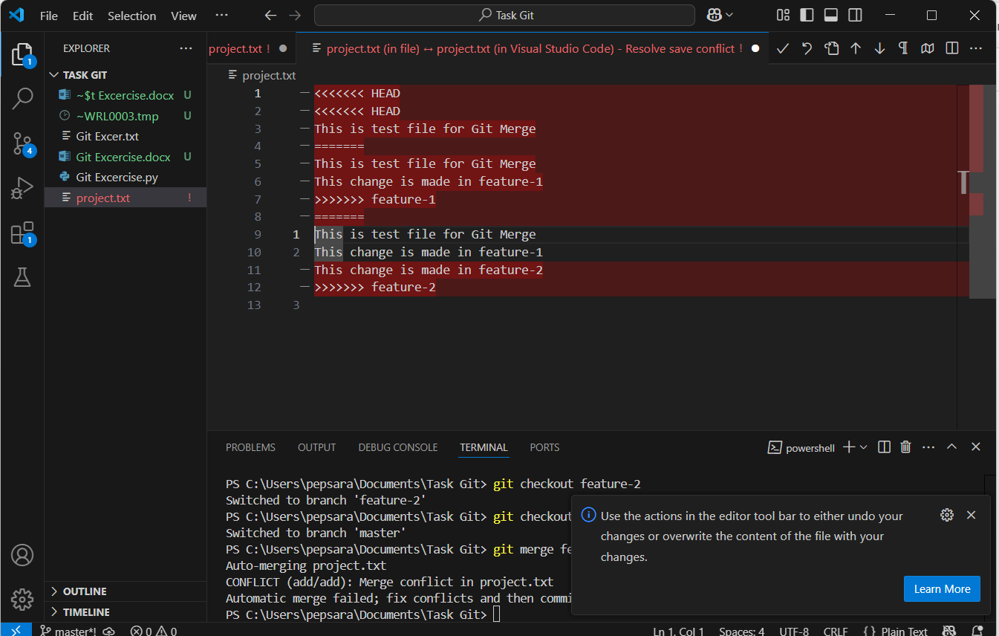 File Edit Selection View ··· Task Git
EXPLORER ···
TASK GIT
~$t Excercise.docx U
~WRL0003.tmp U
Git Excer.txt
Git Excercise.docx U
Git Excercise.py
project.txt !
OUTLINE
TIMELINE
1
4
1
project.txt ! ● project.txt (in file) ↔ project.txt (in Visual Studio Code) - Resolve save conflict ! ●
project.txt
1 — <<<<<<< HEAD
2 — <<<<<<< HEAD
3 — This is test file for Git Merge
4 — =======
5 — This is test file for Git Merge
6 — This change is made in feature-1
7 — >>>>>>> feature-1
8 — =======
9 1 This is test file for Git Merge
10 2 This change is made in feature-1
11 — This change is made in feature-2
12 — >>>>>>> feature-2
13 3
PROBLEMS OUTPUT DEBUG CONSOLE TERMINAL PORTS powershell
PS C:\Users\pepsara\Documents\Task Git> git checkout feature-2
Switched to branch 'feature-2'
PS C:\Users\pepsara\Documents\Task Git> git checkout
Switched to branch 'master'
PS C:\Users\pepsara\Documents\Task Git> git merge fe
Auto-merging project.txt
CONFLICT (add/add): Merge conflict in project.txt
Automatic merge failed; fix conflicts and then commi
PS C:\Users\pepsara\Documents\Task Git>
Use the actions in the editor tool bar to either undo your
changes or overwrite the content of the file with your
changes.
Learn More
master*! 0 0 Ln 1, Col 1 Spaces: 4 UTF-8 CRLF {} Plain Text